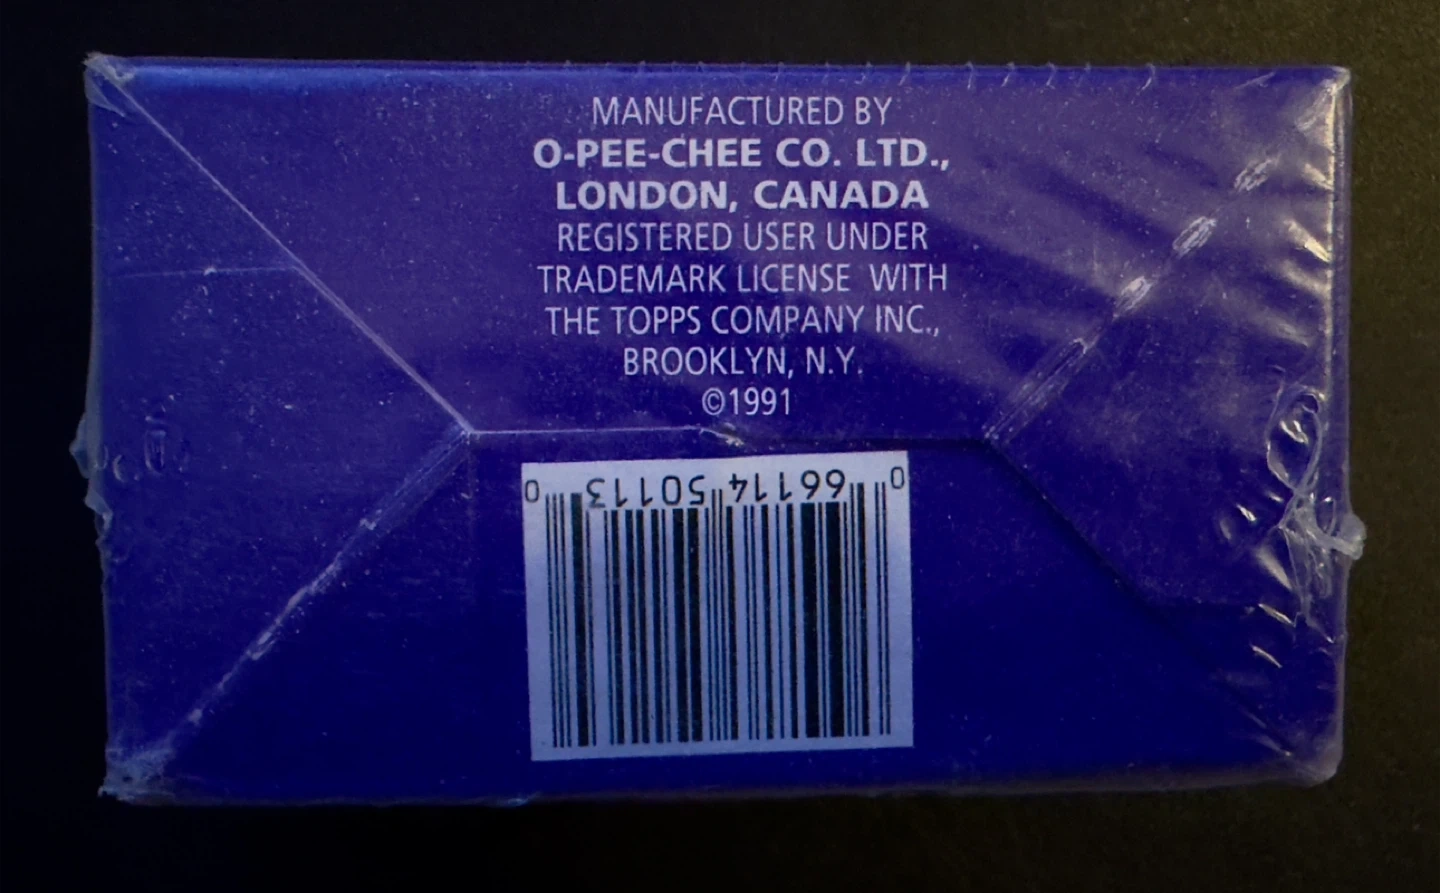 MANUFACTURED BY
O-PEE-CHEE CO. LTD.,
LONDON, CANADA
REGISTERED USER UNDER
TRADEMARK LICENSE WITH
THE TOPPS COMPANY INC.,
BROOKLYN, N.Y.
©1991
0 66114 50113 0